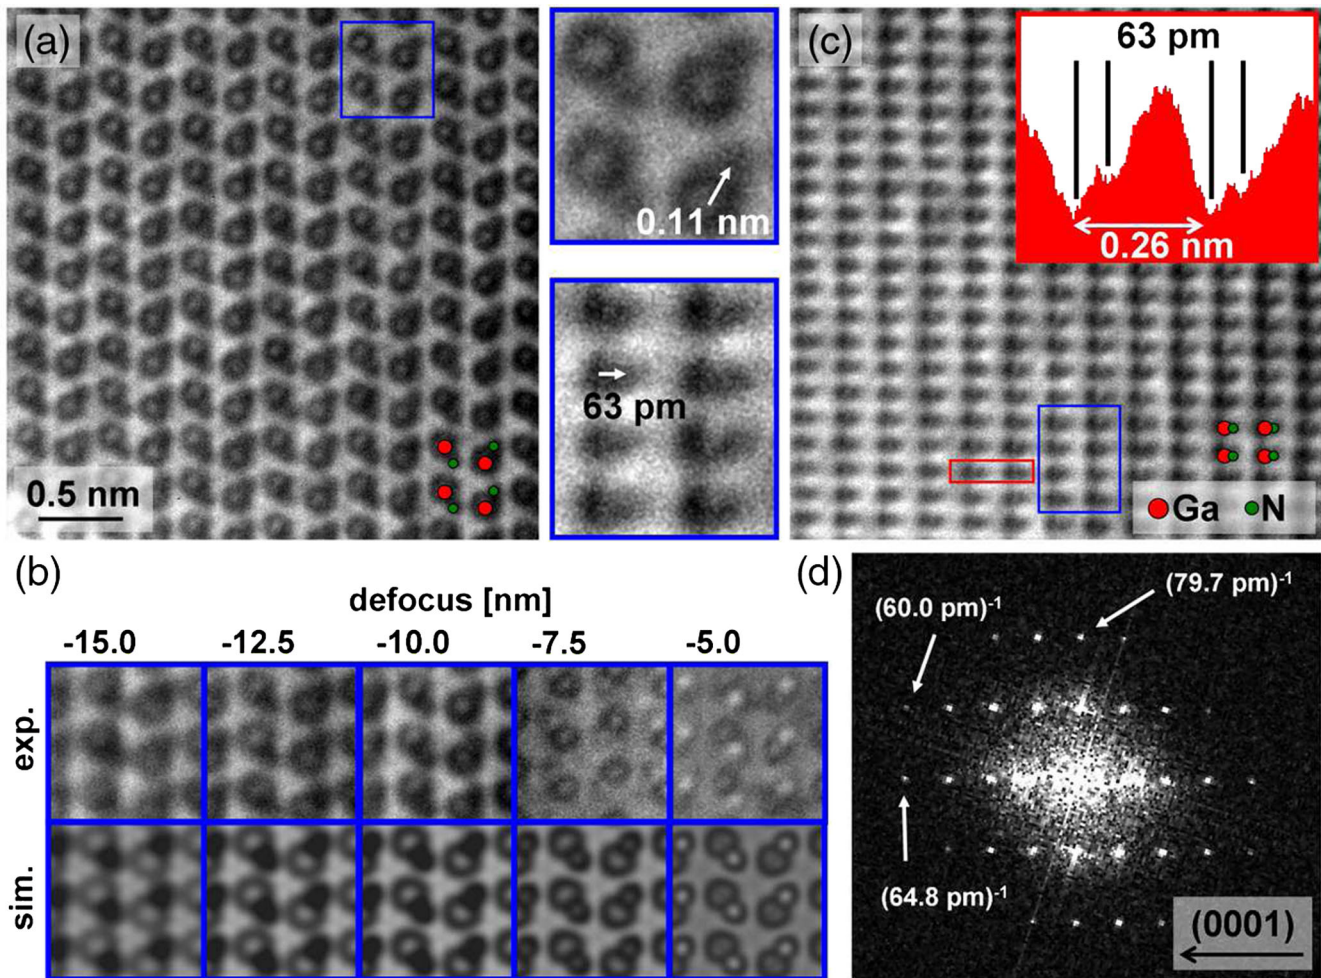 (a)
0.5 nm
0.11 nm
63 pm
(c)
63 pm
0.26 nm
Ga N
(b)
defocus [nm]
-15.0 -12.5 -10.0 -7.5 -5.0
exp.
sim.
(d)
(79.7 pm)⁻¹
(60.0 pm)⁻¹
(64.8 pm)⁻¹
(0001)